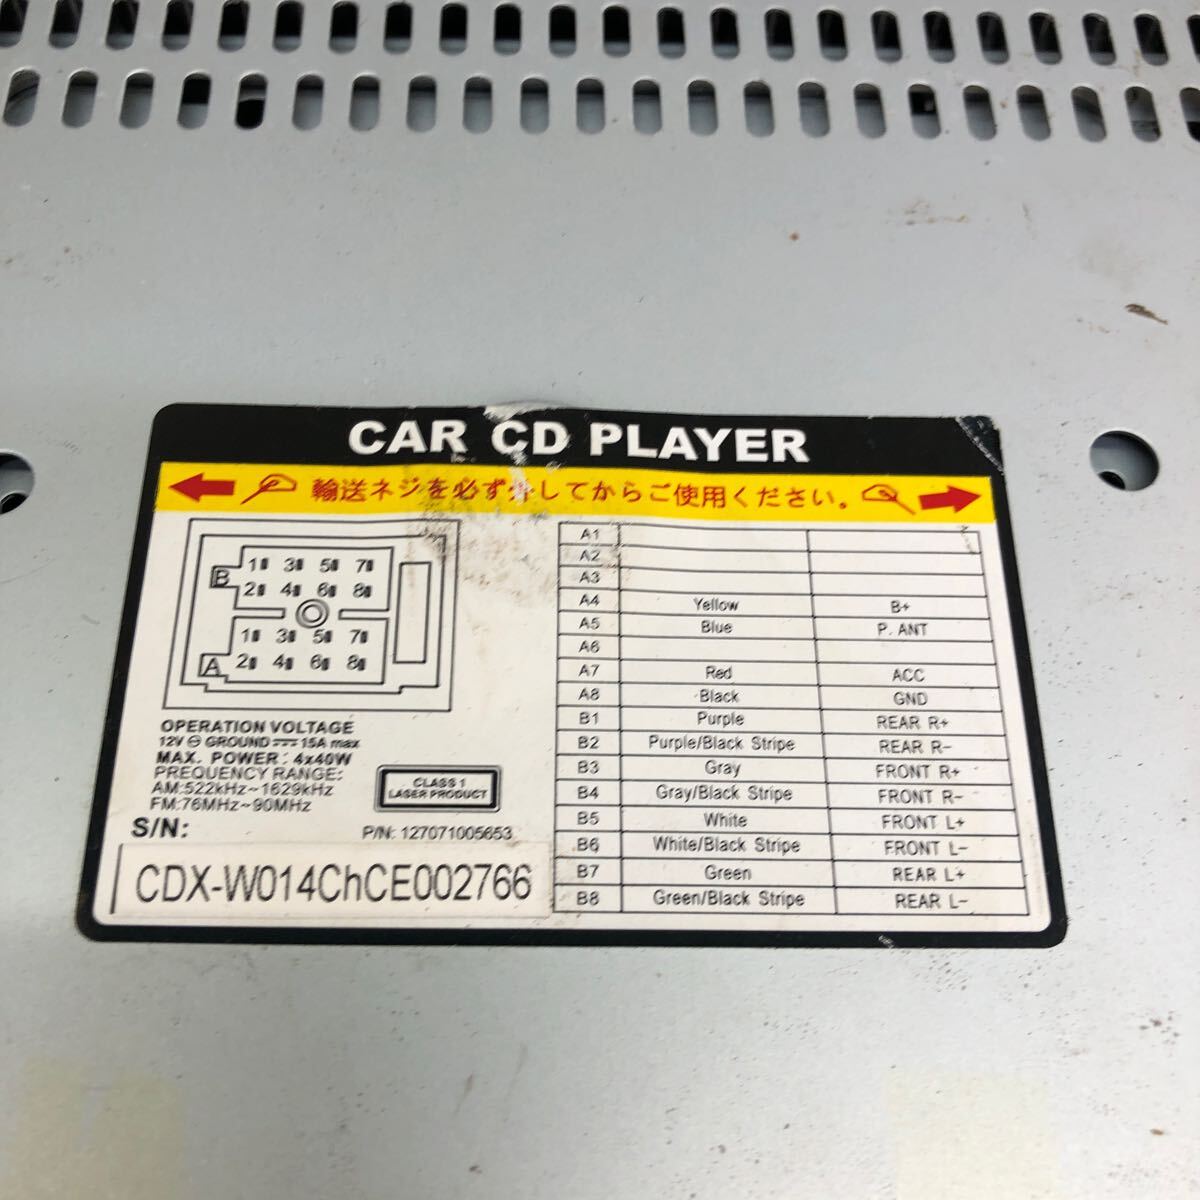 CAR CD PLAYER
輸送ネジを必ず外してからご使用ください。
B 1 3 5 7
2 4 6 8
1 3 5 7
A 2 4 6 8
OPERATION VOLTAGE
12V ⊖ GROUND ⎓ 15A max
MAX. POWER: 4x40W
PREQUENCY RANGE:
AM:522kHz~1629kHz
FM:76MHz~90MHz
CLASS 1
LASER PRODUCT
S/N:
P/N: 127071005653
CDX-W014ChCE002766
A1
A2
A3
A4 Yellow B+
A5 Blue P. ANT
A6
A7 Red ACC
A8 Black GND
B1 Purple REAR R+
B2 Purple/Black Stripe REAR R-
B3 Gray FRONT R+
B4 Gray/Black Stripe FRONT R-
B5 White FRONT L+
B6 White/Black Stripe FRONT L-
B7 Green REAR L+
B8 Green/Black Stripe REAR L-